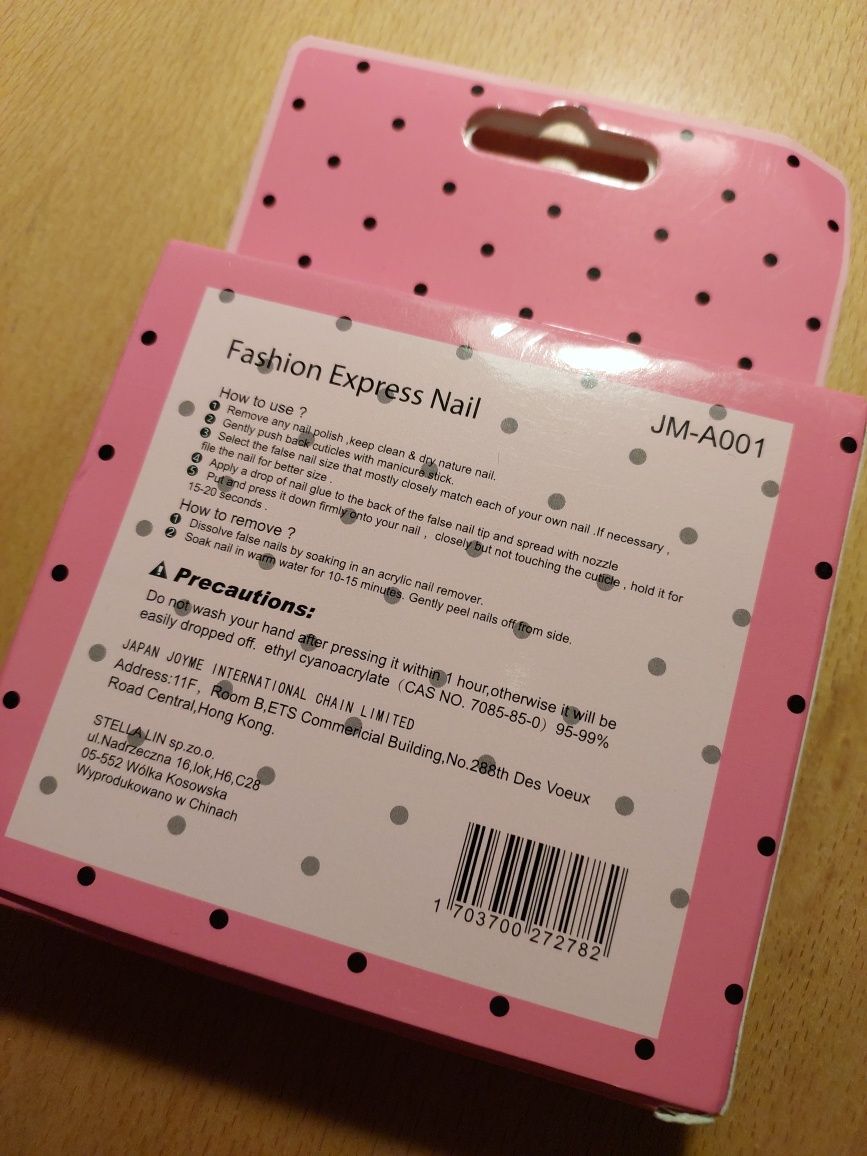 Fashion Express Nail
JM-A001
How to use ?
1 Remove any nail polish ,keep clean & dry nature nail.
2 Gently push back cuticles with manicure stick.
3 Select the false nail size that mostly closely match each of your own nail .If necessary ,
file the nail for better size .
4 Apply a drop of nail glue to the back of the false nail tip and spread with nozzle
5 Put and press it down firmly onto your nail , closely but not touching the cuticle , hold it for
15-20 seconds .
How to remove ?
1 Dissolve false nails by soaking in an acrylic nail remover.
2 Soak nail in warm water for 10-15 minutes. Gently peel nails off from side.
Precautions:
Do not wash your hand after pressing it within 1 hour,otherwise it will be
easily dropped off. ethyl cyanoacrylate (CAS NO. 7085-85-0) 95-99%
JAPAN JOYME INTERNATIONAL CHAIN LIMITED
Address:11F, Room B,ETS Commericial Building,No.288th Des Voeux
Road Central,Hong Kong.
STELLA LIN sp.zo.o.
ul.Nadrzeczna 16,lok,H6,C28
05-552 Wólka Kosowska
Wyprodukowano w Chinach
1 703700 272782